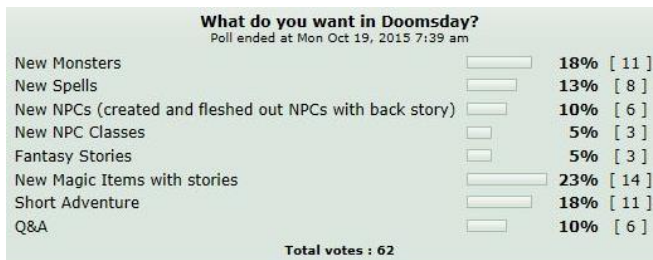 What do you want in Doomsday?
Poll ended at Mon Oct 19, 2015 7:39 am
New Monsters 18% [ 11 ]
New Spells 13% [ 8 ]
New NPCs (created and fleshed out NPCs with back story) 10% [ 6 ]
New NPC Classes 5% [ 3 ]
Fantasy Stories 5% [ 3 ]
New Magic Items with stories 23% [ 14 ]
Short Adventure 18% [ 11 ]
Q&A 10% [ 6 ]
Total votes : 62